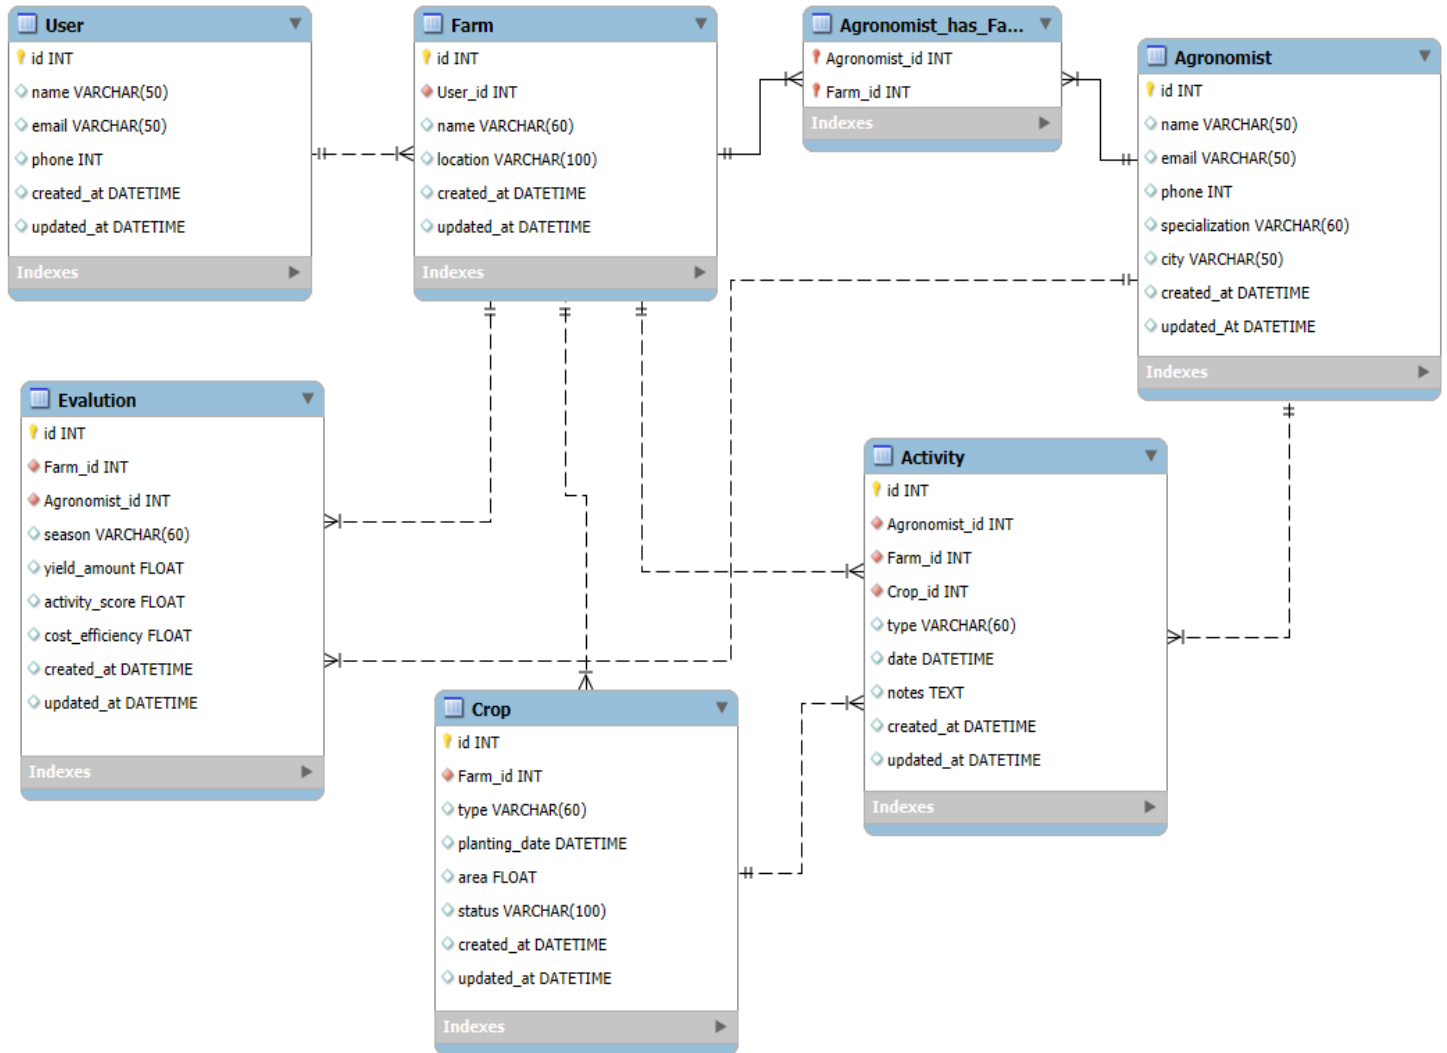 User
id INT
name VARCHAR(50)
email VARCHAR(50)
phone INT
created_at DATETIME
updated_at DATETIME
Indexes
Farm
id INT
User_id INT
name VARCHAR(60)
location VARCHAR(100)
created_at DATETIME
updated_at DATETIME
Indexes
Agronomist_has_Fa...
Agronomist_id INT
Farm_id INT
Indexes
Agronomist
id INT
name VARCHAR(50)
email VARCHAR(50)
phone INT
specialization VARCHAR(60)
city VARCHAR(50)
created_at DATETIME
updated_At DATETIME
Indexes
Evalution
id INT
Farm_id INT
Agronomist_id INT
season VARCHAR(60)
yield_amount FLOAT
activity_score FLOAT
cost_efficiency FLOAT
created_at DATETIME
updated_at DATETIME
Indexes
Activity
id INT
Agronomist_id INT
Farm_id INT
Crop_id INT
type VARCHAR(60)
date DATETIME
notes TEXT
created_at DATETIME
updated_at DATETIME
Indexes
Crop
id INT
Farm_id INT
type VARCHAR(60)
planting_date DATETIME
area FLOAT
status VARCHAR(100)
created_at DATETIME
updated_at DATETIME
Indexes